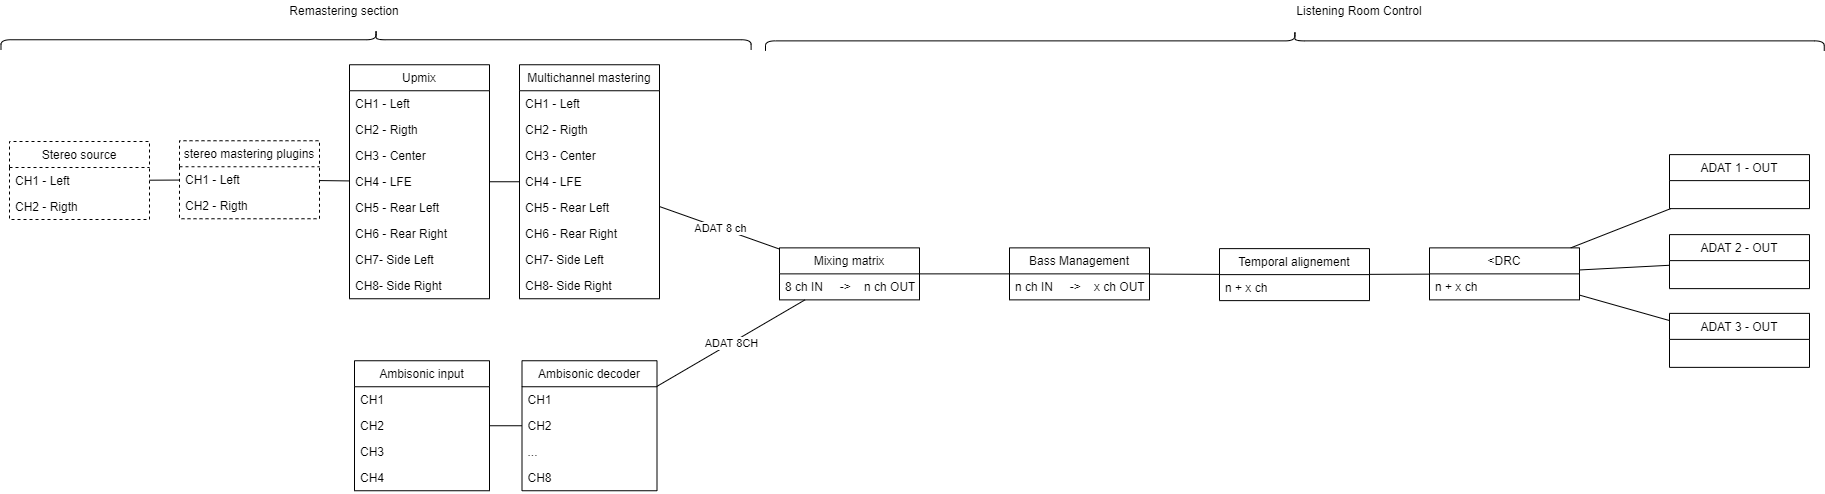 Remastering section
Listening Room Control
Stereo source
CH1 - Left
CH2 - Rigth
stereo mastering plugins
CH1 - Left
CH2 - Rigth
Upmix
CH1 - Left
CH2 - Rigth
CH3 - Center
CH4 - LFE
CH5 - Rear Left
CH6 - Rear Right
CH7- Side Left
CH8- Side Right
Multichannel mastering
CH1 - Left
CH2 - Rigth
CH3 - Center
CH4 - LFE
CH5 - Rear Left
CH6 - Rear Right
CH7- Side Left
CH8- Side Right
ADAT 8 ch
Ambisonic input
CH1
CH2
CH3
CH4
Ambisonic decoder
CH1
CH2
...
CH8
ADAT 8CH
Mixing matrix
8 ch IN -> n ch OUT
Bass Management
n ch IN -> x ch OUT
Temporal alignement
n + x ch
<DRC
n + x ch
ADAT 1 - OUT
ADAT 2 - OUT
ADAT 3 - OUT